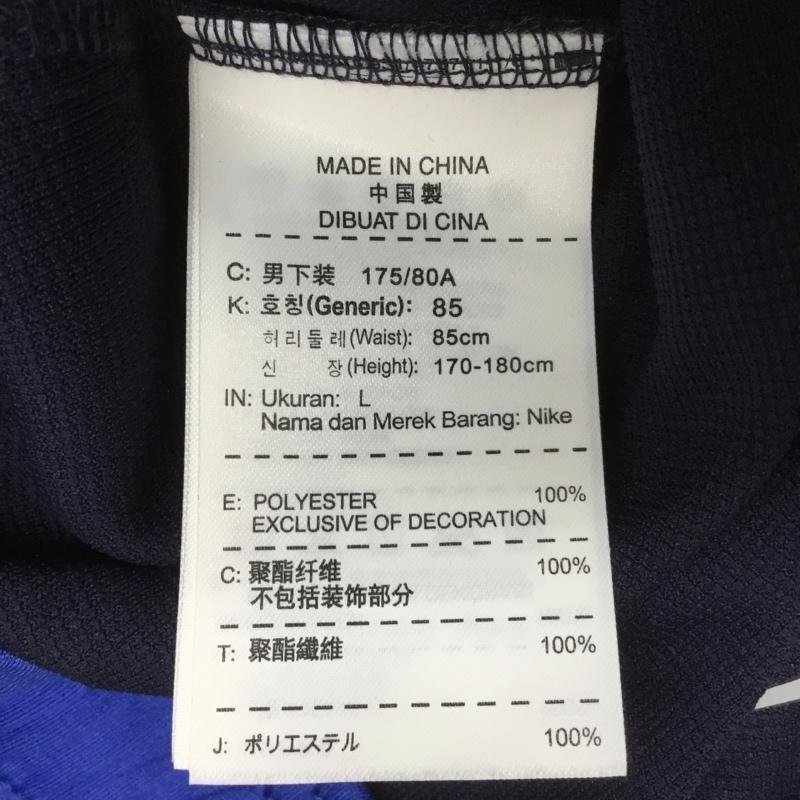 MADE IN CHINA
中国製
DIBUAT DI CINA
C: 男下装 175/80A
K: 호칭(Generic): 85
허리둘레(Waist): 85cm
신 장(Height): 170-180cm
IN: Ukuran: L
Nama dan Merek Barang: Nike
E: POLYESTER 100%
EXCLUSIVE OF DECORATION
C: 聚酯纤维 100%
不包括装饰部分
T: 聚酯纖維 100%
J: ポリエステル 100%